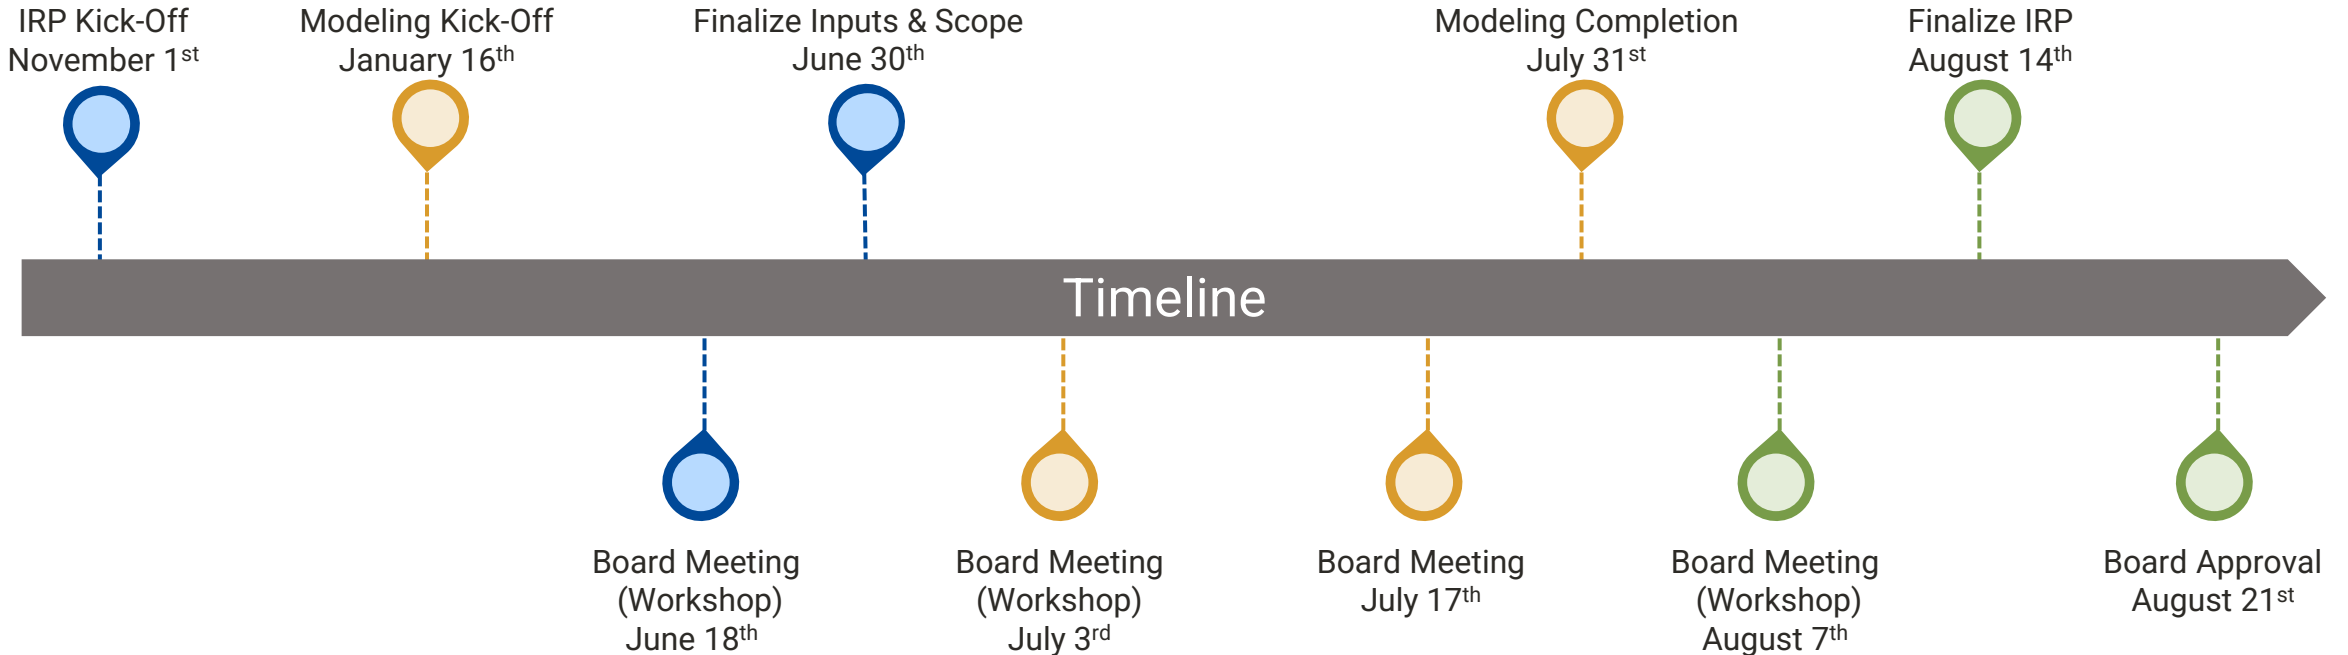 IRP Kick-Off
November 1st
Modeling Kick-Off
January 16th
Finalize Inputs & Scope
June 30th
Modeling Completion
July 31st
Finalize IRP
August 14th
Timeline
Board Meeting
(Workshop)
June 18th
Board Meeting
(Workshop)
July 3rd
Board Meeting
July 17th
Board Meeting
(Workshop)
August 7th
Board Approval
August 21st